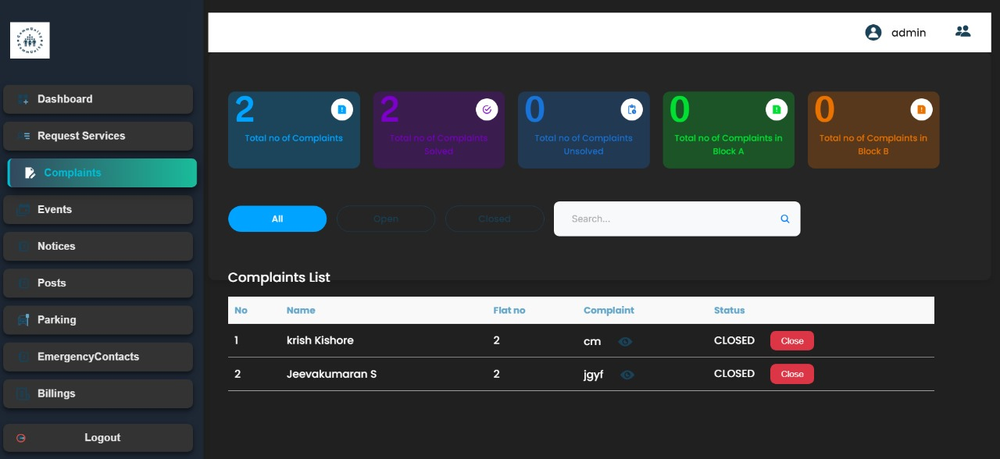 community
community
admin
Dashboard
Request Services
Complaints
Events
Notices
Posts
Parking
EmergencyContacts
Billings
Logout
2
Total no of Complaints
2
Total no of Complaints
Solved
0
Total no of Complaints
Unsolved
0
Total no of Complaints in
Block A
0
Total no of Complaints in
Block B
All Open Closed Search...
Complaints List
No Name Flat no Complaint Status
1 krish Kishore 2 cm CLOSED Close
2 Jeevakumaran S 2 jgyf CLOSED Close